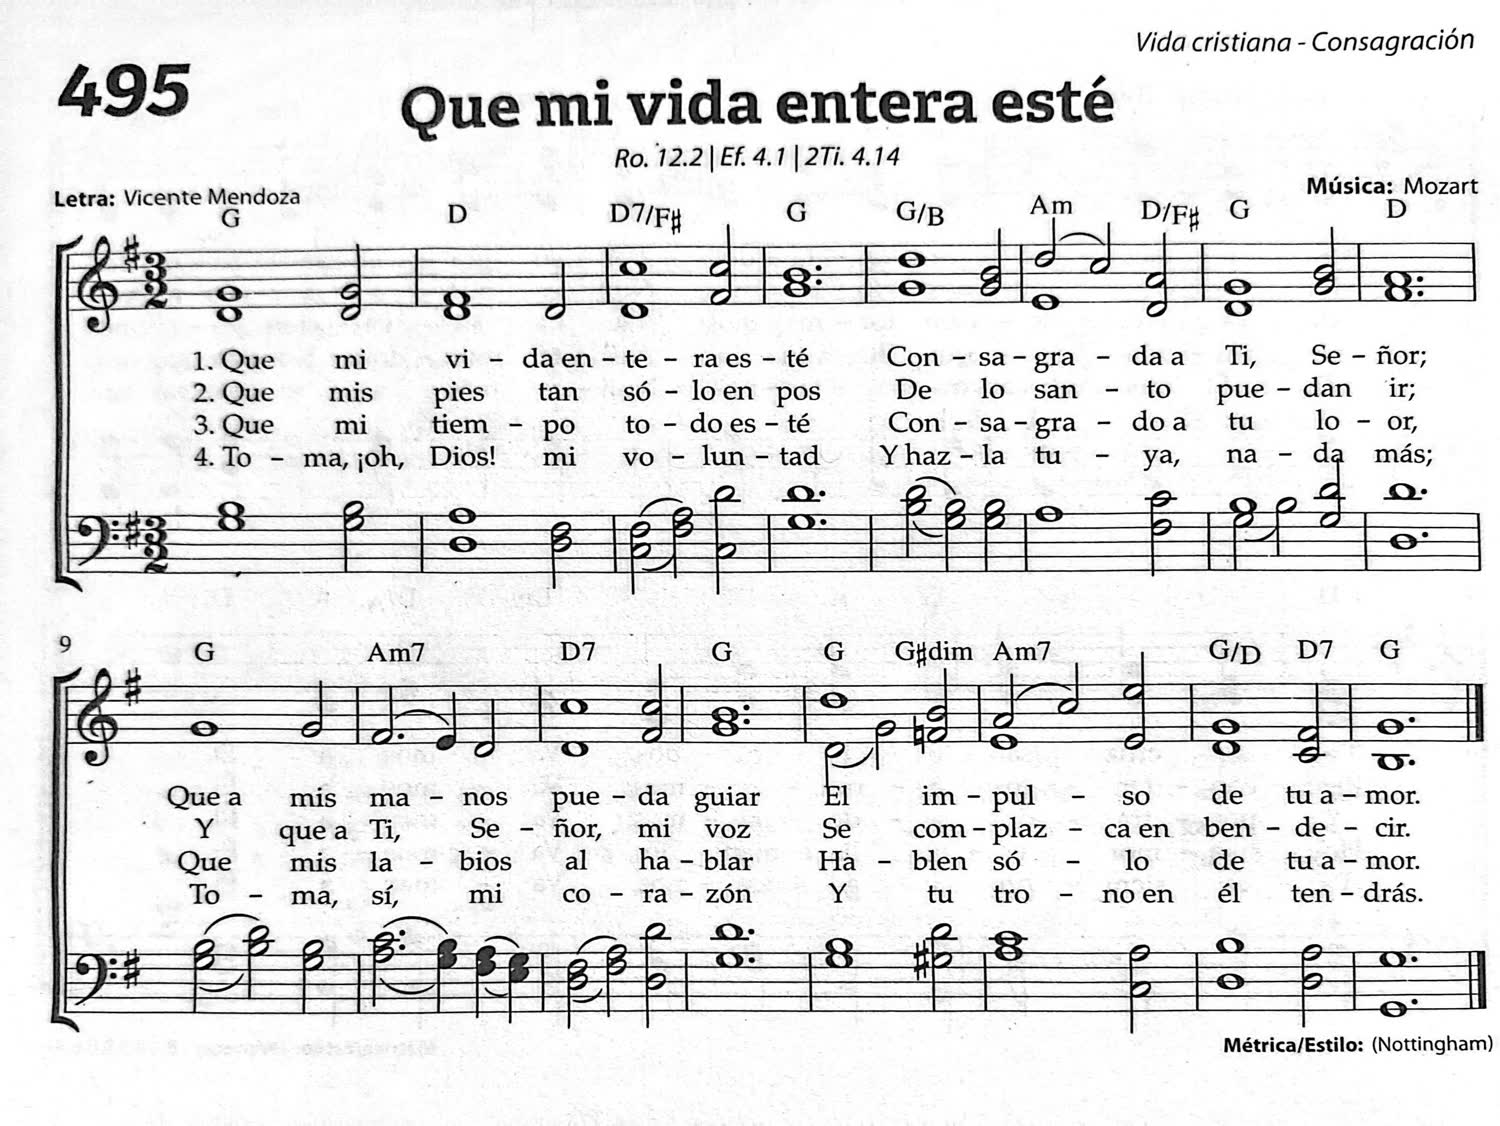 Vida cristiana - Consagración
495
Que mi vida entera esté
Ro. 12.2 | Ef. 4.1 | 2Ti. 4.14
Letra: Vicente Mendoza
Música: Mozart
G D D7/F♯ G G/B Am D/F♯ G D
3 2
1. Que mi vi - da en - te - ra es - té Con - sa - gra - da a Ti, Se - ñor;
2. Que mis pies tan só - lo en pos De lo san - to pue - dan ir;
3. Que mi tiem - po to - do es - té Con - sa - gra - do a tu lo - or,
4. To - ma, ¡oh, Dios! mi vo - lun - tad Y haz - la tu - ya, na - da más;
3 2
9
G Am7 D7 G G G♯dim Am7 G/D D7 G
Que a mis ma - nos pue - da guiar El im - pul - so de tu a - mor.
Y que a Ti, Se - ñor, mi voz Se com - plaz - ca en ben - de - cir.
Que mis la - bios al ha - blar Ha - blen só - lo de tu a - mor.
To - ma, sí, mi co - ra - zón Y tu tro - no en él ten - drás.
Métrica/Estilo: (Nottingham)